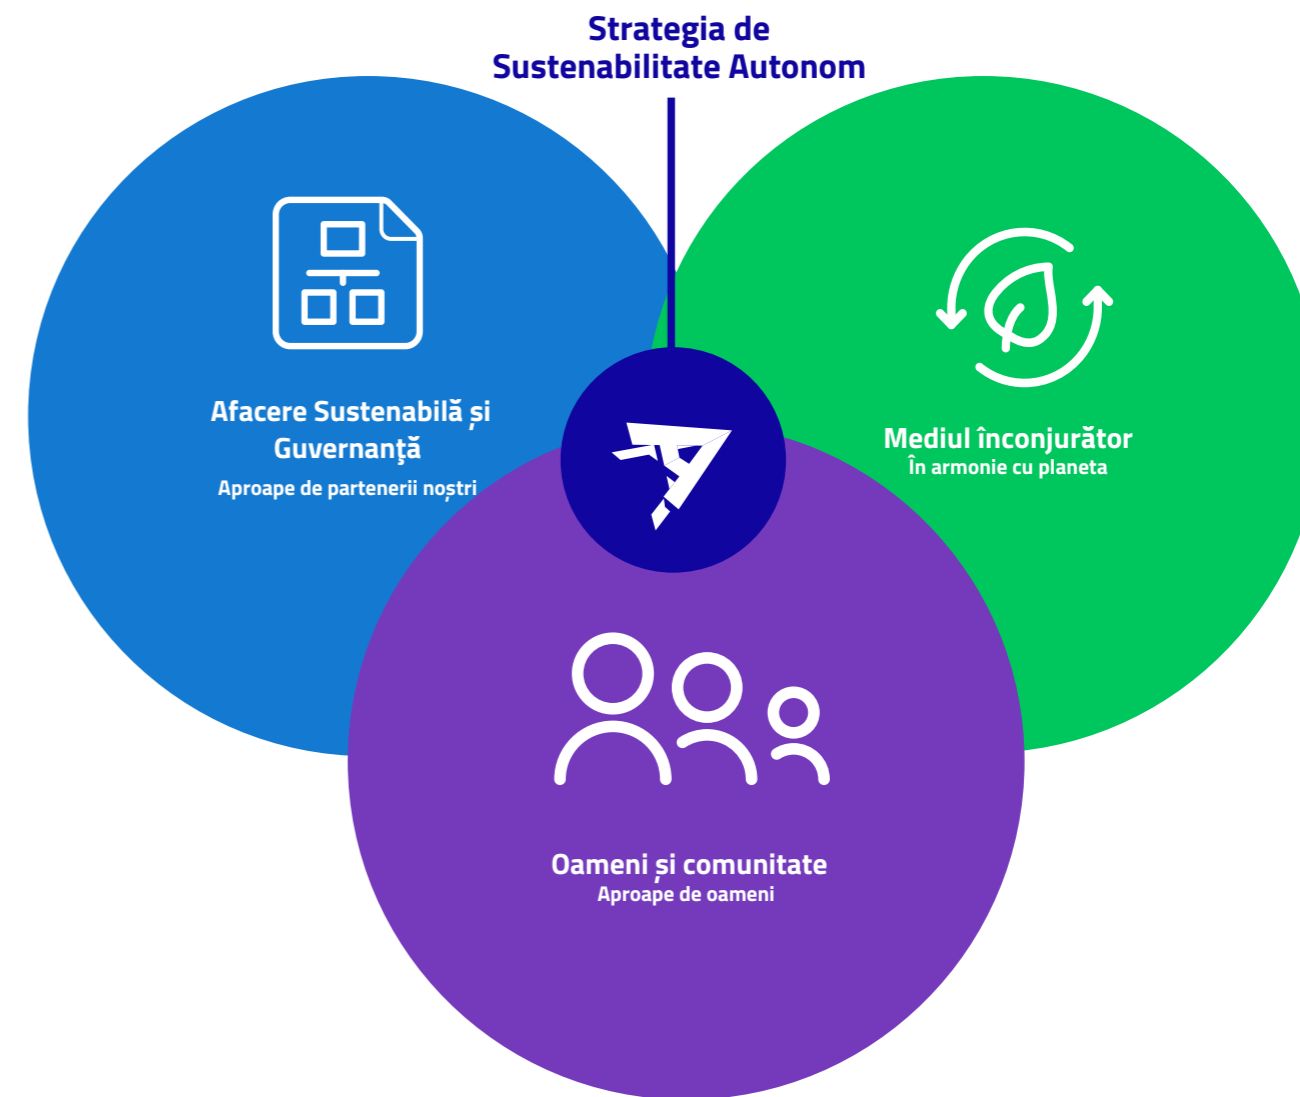 Strategia de
Sustenabilitate Autonom
Afacere Sustenabilă și
Guvernanță
Aproape de partenerii noștri
Mediul înconjurător
În armonie cu planeta
Oameni și comunitate
Aproape de oameni